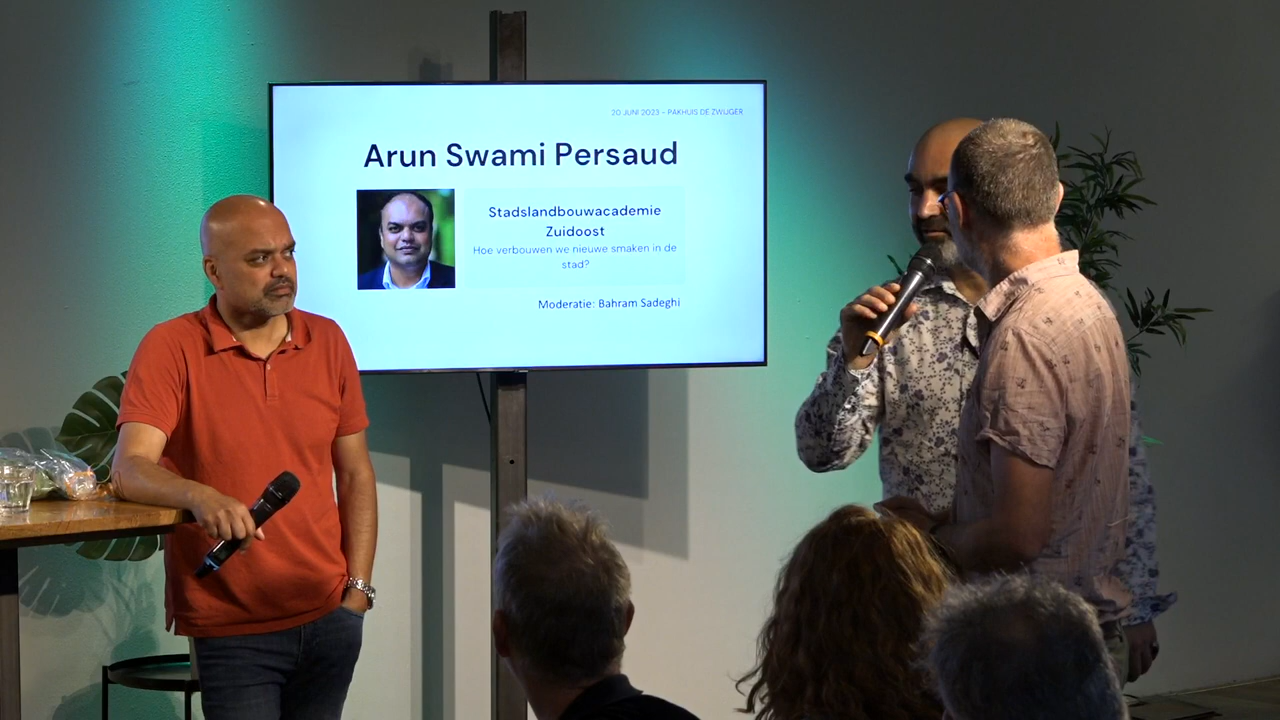 20 JUNI 2023 - PAKHUIS DE ZWIJGER
Arun Swami Persaud
Stadslandbouwacademie
Zuidoost
Hoe verbouwen we nieuwe smaken in de
stad?
Moderatie: Bahram Sadeghi